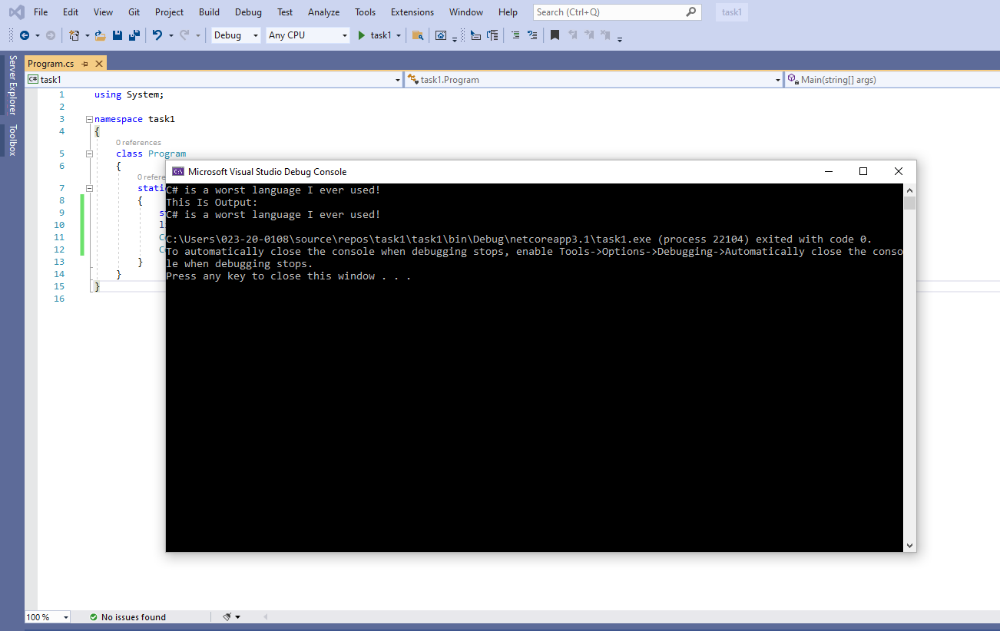 File Edit View Git Project Build Debug Test Analyze Tools Extensions Window Help Search (Ctrl+Q) task1
Debug Any CPU task1
Server Explorer
Toolbox
Program.cs
C# task1 task1.Program Main(string[] args)
1 using System;
2
3 namespace task1
4 {
0 references
5 class Program
6 {
7
8 {
9
10
11
12
13 }
14 }
15 }
16
Microsoft Visual Studio Debug Console
C# is a worst language I ever used!
This Is Output:
C# is a worst language I ever used!
C:\Users\023-20-0108\source\repos\task1\task1\bin\Debug\netcoreapp3.1\task1.exe (process 22104) exited with code 0.
To automatically close the console when debugging stops, enable Tools->Options->Debugging->Automatically close the conso
le when debugging stops.
Press any key to close this window . . .
100 % No issues found